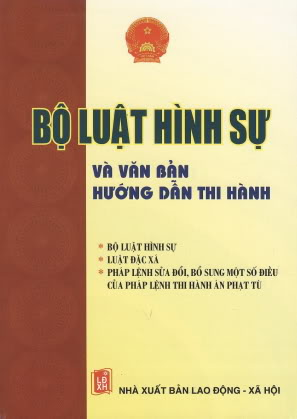 BỘ LUẬT HÌNH SỰ
VÀ VĂN BẢN
HƯỚNG DẪN THI HÀNH
* BỘ LUẬT HÌNH SỰ
* LUẬT ĐẶC XÁ
* PHÁP LỆNH SỬA ĐỔI, BỔ SUNG MỘT SỐ ĐIỀU
CỦA PHÁP LỆNH THI HÀNH ÁN PHẠT TÙ
LĐ
XH
NHÀ XUẤT BẢN LAO ĐỘNG - XÃ HỘI